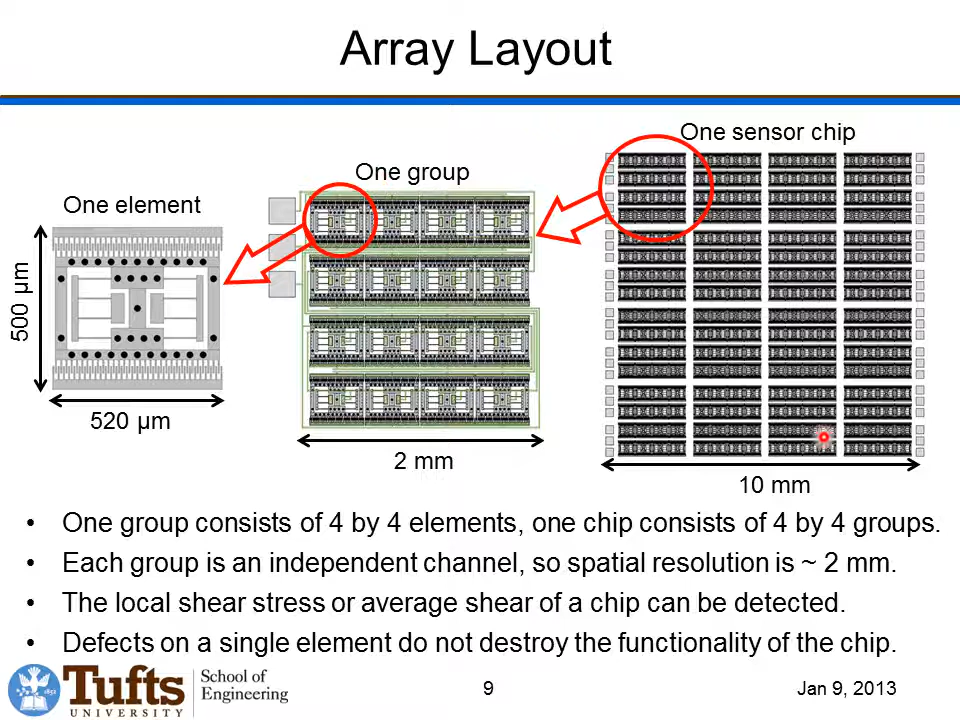 Array Layout
One sensor chip
One group
One element
500 µm
520 µm
2 mm
10 mm
• One group consists of 4 by 4 elements, one chip consists of 4 by 4 groups.
• Each group is an independent channel, so spatial resolution is ~ 2 mm.
• The local shear stress or average shear of a chip can be detected.
• Defects on a single element do not destroy the functionality of the chip.
Tufts
UNIVERSITY
School of
Engineering
9
Jan 9, 2013